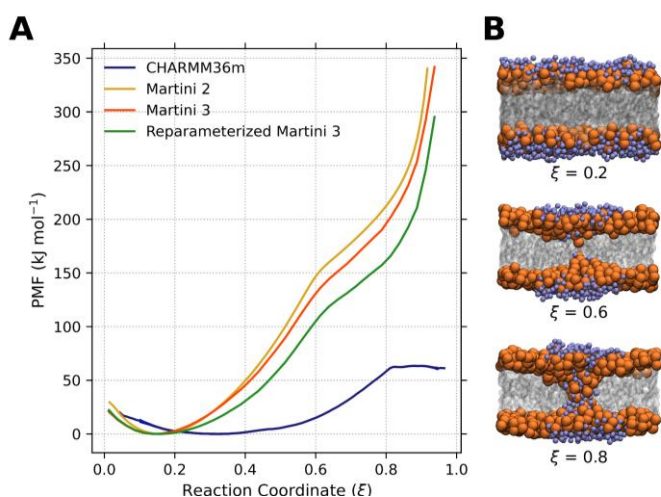 A
PMF (kJ mol⁻¹)
350
300
250
200
150
100
50
0
CHARMM36m
Martini 2
Martini 3
Reparameterized Martini 3
0.0 0.2 0.4 0.6 0.8 1.0
Reaction Coordinate (ξ)
B
ξ = 0.2
ξ = 0.6
ξ = 0.8